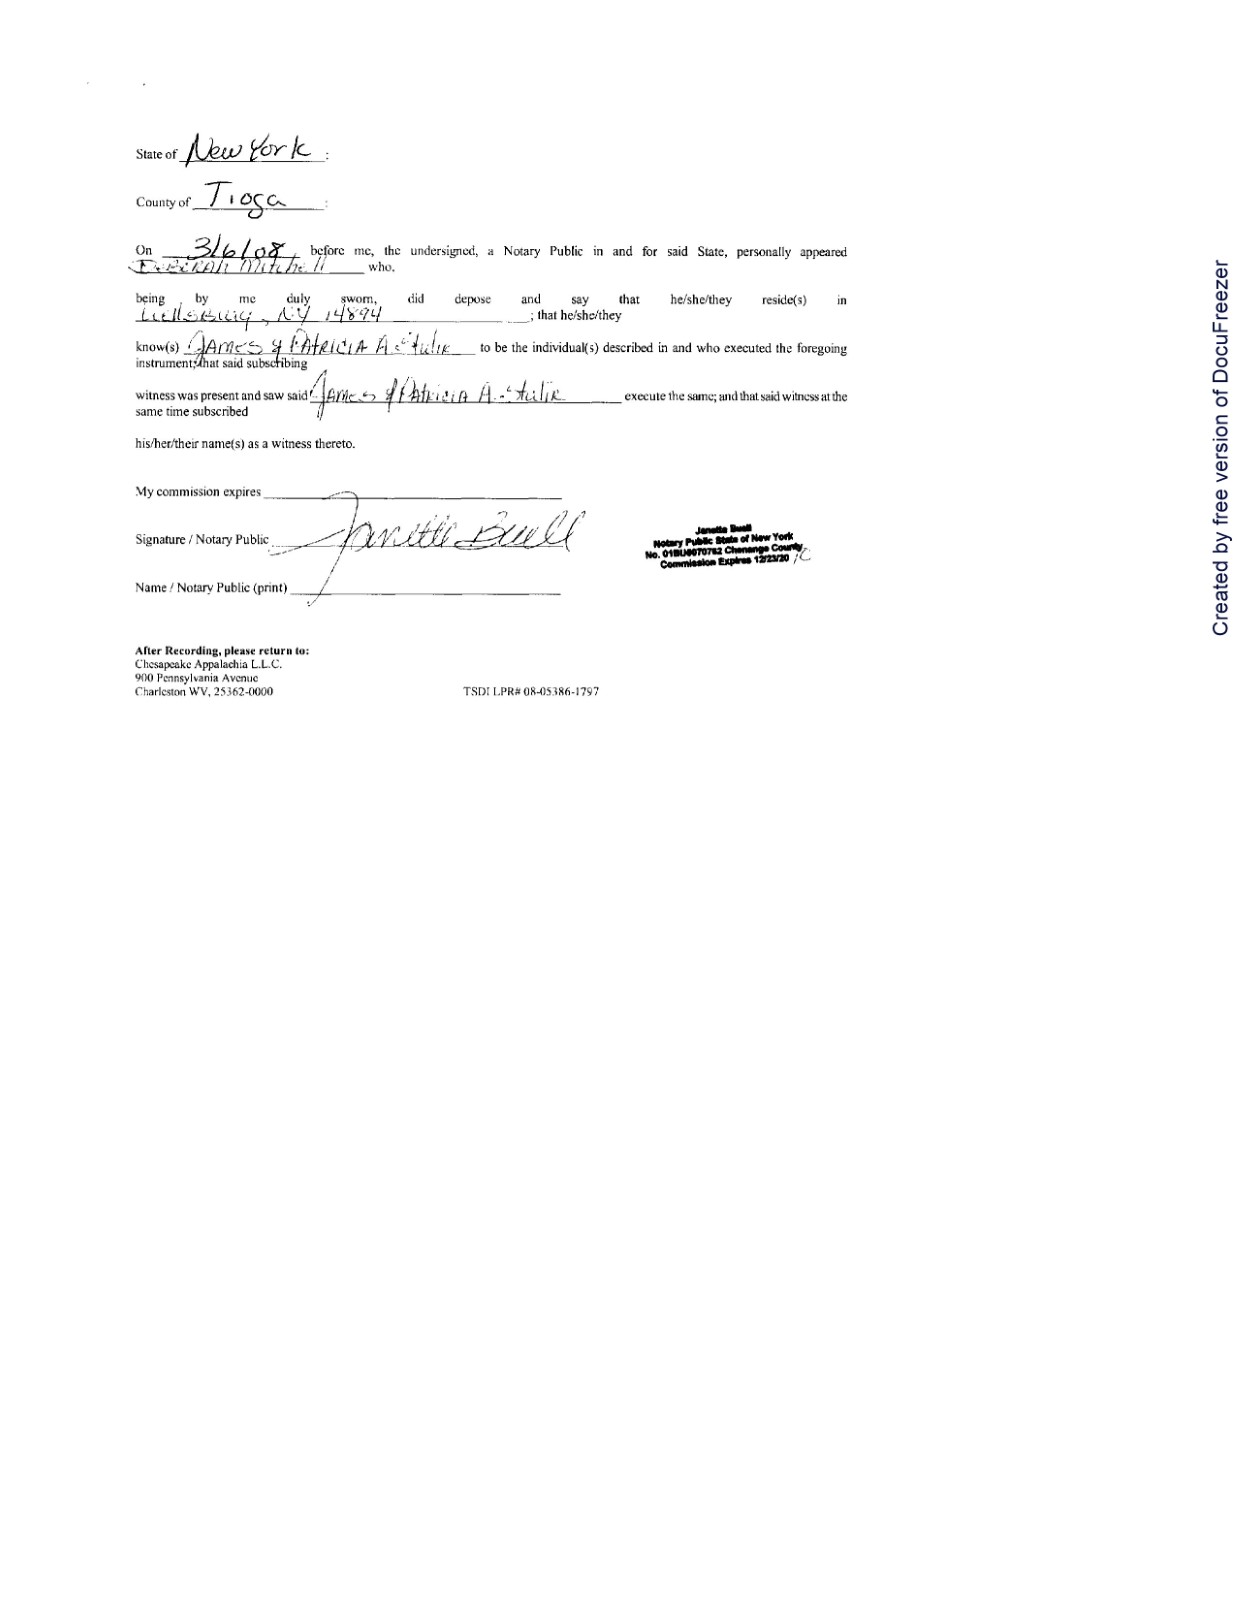 State of New York :
County of Tioga :
On 3/6/08, before me, the undersigned, a Notary Public in and for said State, personally appeared
Mitchell who.
being by me duly sworn, did depose and say that he/she/they reside(s) in
Wellsburg, NY 14894 ; that he/she/they
know(s) James & Patricia A. to be the individual(s) described in and who executed the foregoing
instrument; that said subscribing
witness was present and saw said James & Patricia A. execute the same; and that said witness at the
same time subscribed
his/her/their name(s) as a witness thereto.
My commission expires
Signature / Notary Public Janette Buell
Name / Notary Public (print)
Janette Buell
Notary Public State of New York
No. 01BU6070762 Chenango County
Commission Expires 12/23/20
After Recording, please return to:
Chesapeake Appalachia L.L.C.
900 Pennsylvania Avenue
Charleston WV, 25362-0000
TSDI LPR# 08-05386-1797
Created by free version of DocuFreezer